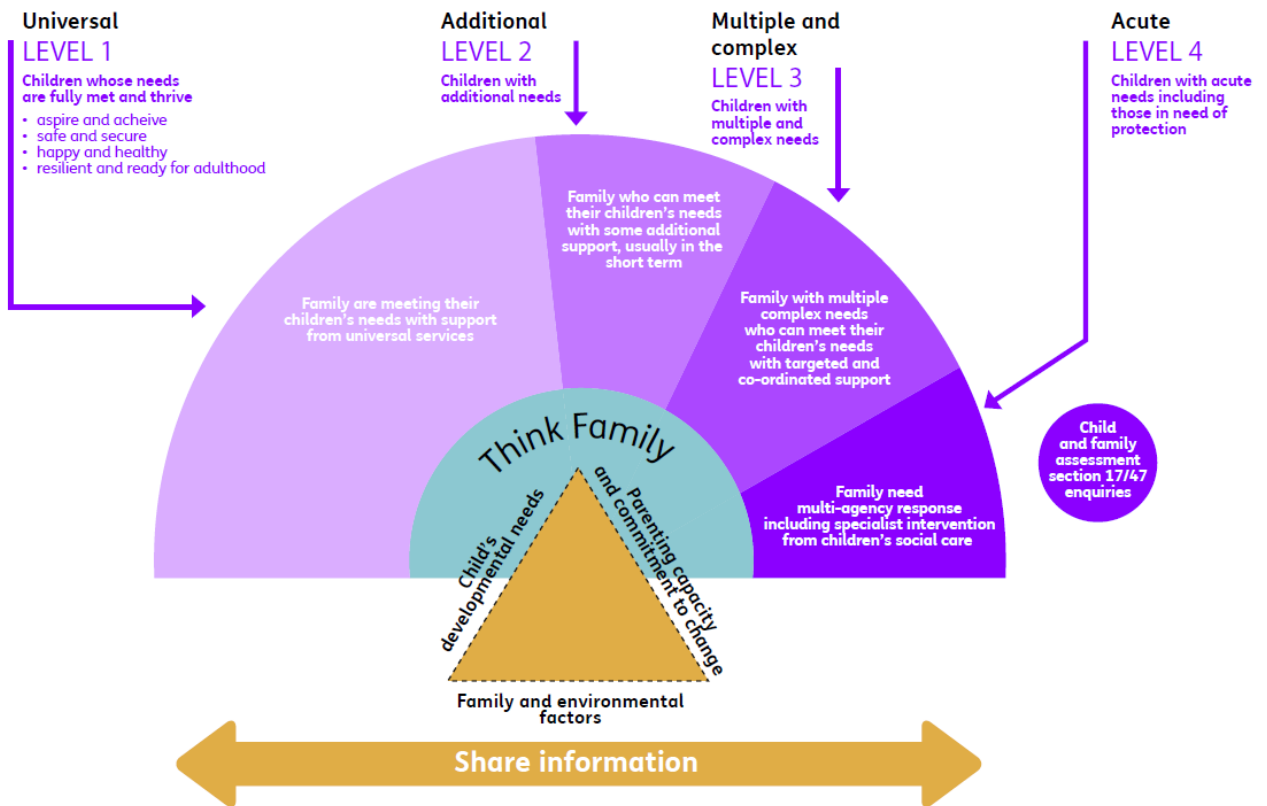 Universal
LEVEL 1
Children whose needs
are fully met and thrive
• aspire and acheive
• safe and secure
• happy and healthy
• resilient and ready for adulthood
Additional
LEVEL 2
Children with
additional needs
Multiple and
complex
LEVEL 3
Children with
multiple and
complex needs
Acute
LEVEL 4
Children with acute
needs including
those in need of
protection
Family are meeting their
children's needs with support
from universal services
Family who can meet
their children's needs
with some additional
support, usually in the
short term
Family with multiple
complex needs
who can meet their
children's needs
with targeted and
co-ordinated support
Family need
multi-agency response
including specialist intervention
from children's social care
Child
and family
assessment
section 17/47
enquiries
Think Family
Child's
developmental needs
Parenting capacity
and commitment to change
Family and environmental
factors
Share information